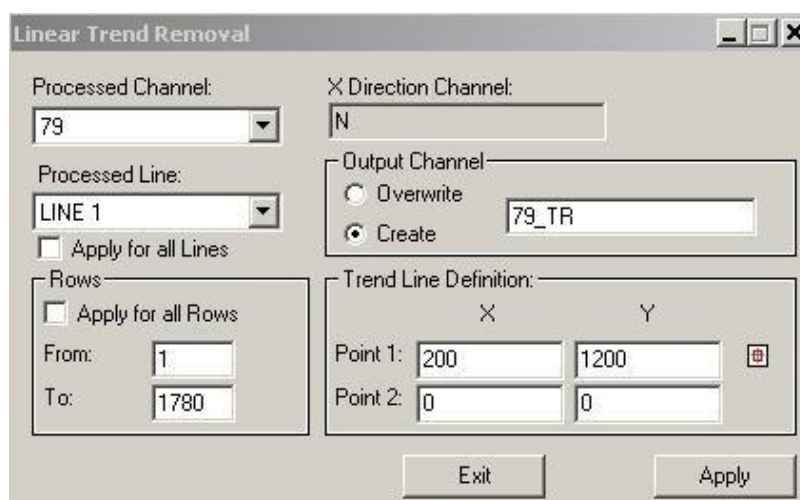 Linear Trend Removal
Processed Channel:
79
X Direction Channel:
N
Processed Line:
LINE 1
Apply for all Lines
Output Channel
Overwrite
Create
79_TR
Rows
Apply for all Rows
From: 1
To: 1780
Trend Line Definition:
X Y
Point 1: 200 1200
Point 2: 0 0
Exit Apply